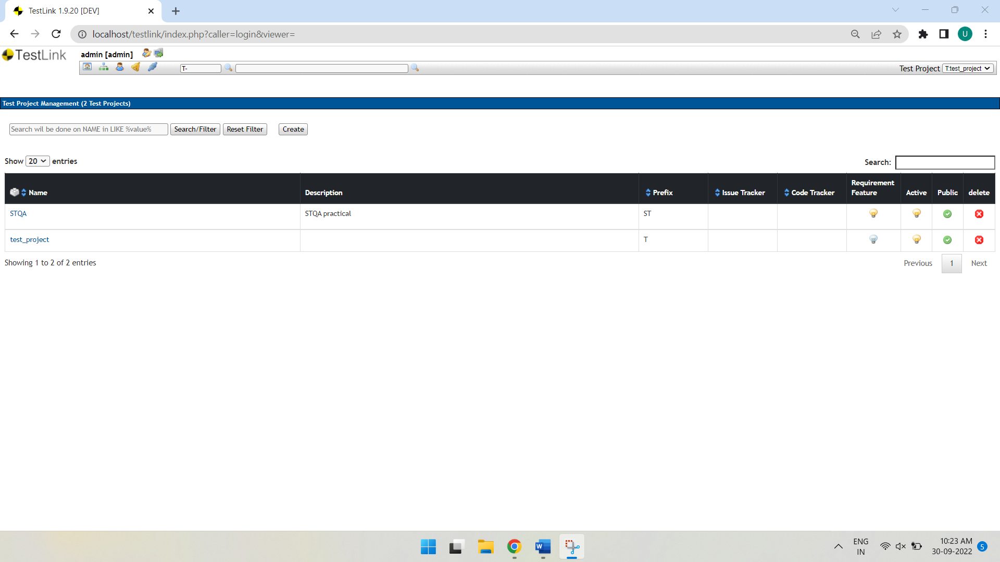 TestLink 1.9.20 [DEV]
localhost/testlink/index.php?caller=login&viewer=
U
TestLink
admin [admin]
T-
Test Project T:test_project
Test Project Management (2 Test Projects)
Search wil be done on NAME in LIKE %value% Search/Filter Reset Filter Create
Show 20 entries
Search:
Name Description Prefix Issue Tracker Code Tracker Requirement Feature Active Public delete
STQA STQA practical ST
test_project T
Showing 1 to 2 of 2 entries
Previous 1 Next
W
ENG
IN
10:23 AM
30-09-2022
5